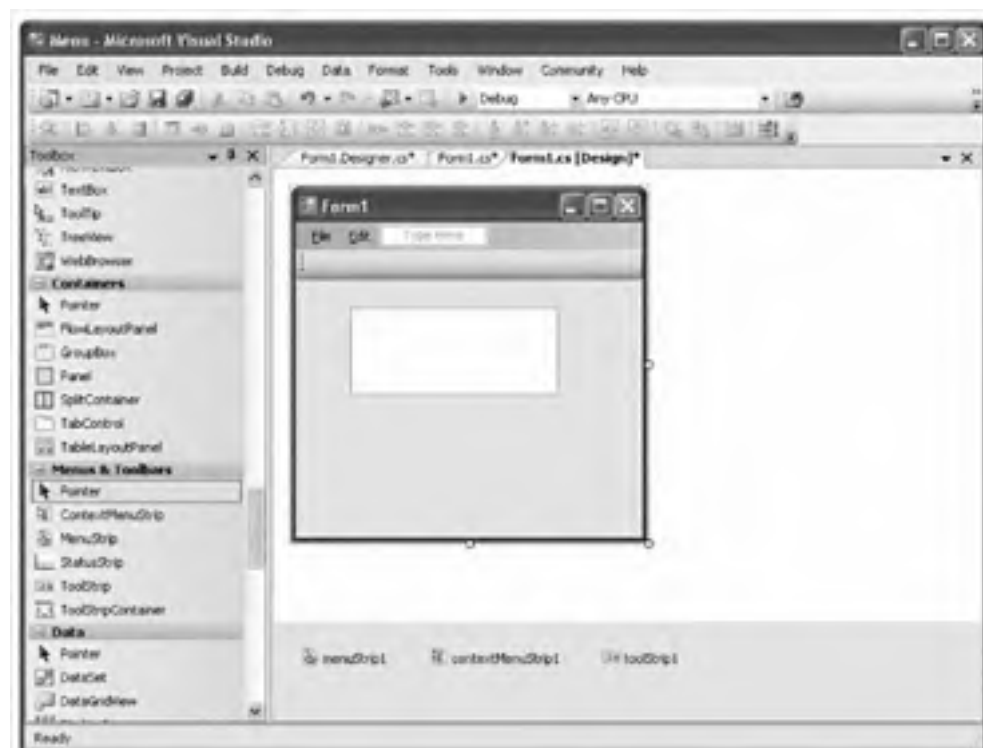 Menus - Microsoft Visual Studio
File Edit View Project Build Debug Data Format Tools Window Community Help
Debug Any CPU
Toolbox
Form1.Designer.cs* Form1.cs* Form1.cs [Design]*
TextBox
ToolTip
TreeView
WebBrowser
Containers
Pointer
FlowLayoutPanel
GroupBox
Panel
SplitContainer
TabControl
TableLayoutPanel
Menus & Toolbars
Pointer
ContextMenuStrip
MenuStrip
StatusStrip
ToolStrip
ToolStripContainer
Data
Pointer
DataSet
DataGridView
Form1
File Edit Type Here
menuStrip1 contextMenuStrip1 toolStrip1
Ready